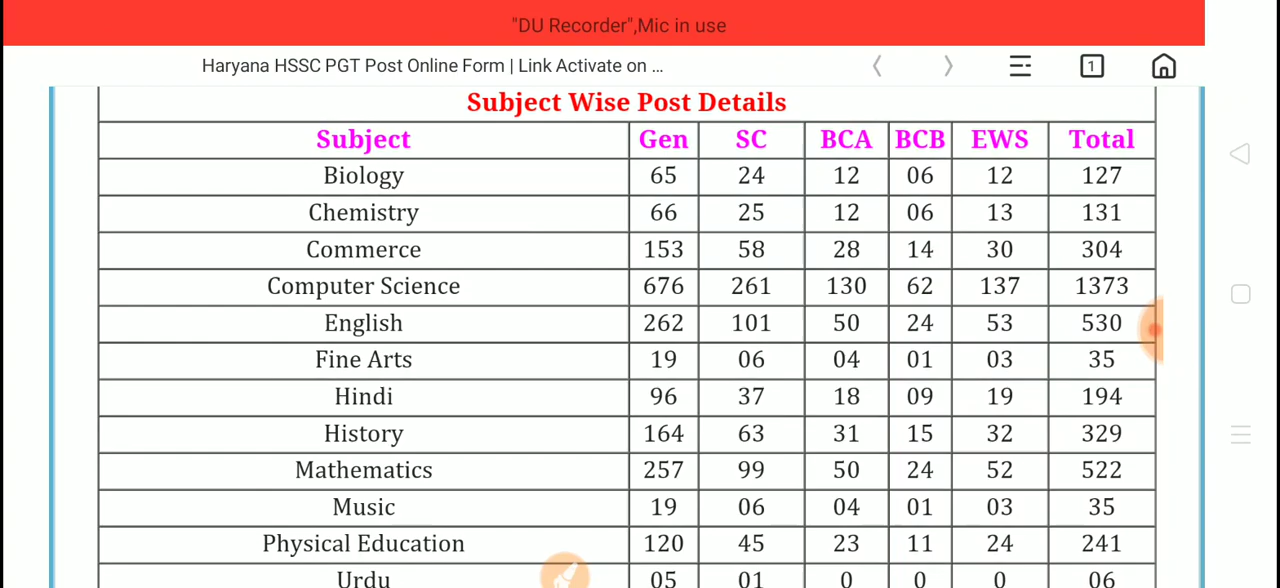 "DU Recorder",Mic in use
Haryana HSSC PGT Post Online Form | Link Activate on ...
1
Subject Wise Post Details
Subject Gen SC BCA BCB EWS Total
Biology 65 24 12 06 12 127
Chemistry 66 25 12 06 13 131
Commerce 153 58 28 14 30 304
Computer Science 676 261 130 62 137 1373
English 262 101 50 24 53 530
Fine Arts 19 06 04 01 03 35
Hindi 96 37 18 09 19 194
History 164 63 31 15 32 329
Mathematics 257 99 50 24 52 522
Music 19 06 04 01 03 35
Physical Education 120 45 23 11 24 241
Urdu 05 01 0 0 0 06